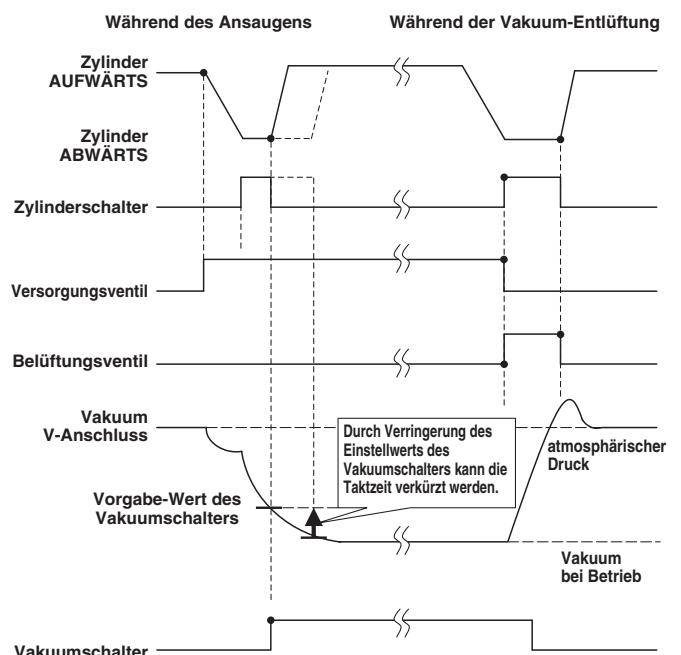 Während des Ansaugens
Während der Vakuum-Entlüftung
Zylinder
AUFWÄRTS
Zylinder
ABWÄRTS
Zylinderschalter
Versorgungsventil
Belüftungsventil
Vakuum
V-Anschluss
Durch Verringerung des
Einstellwerts des
Vakuumschalters kann die
Taktzeit verkürzt werden.
atmosphärischer
Druck
Vorgabe-Wert des
Vakuumschalters
Vakuum
bei Betrieb
Vakuumschalter